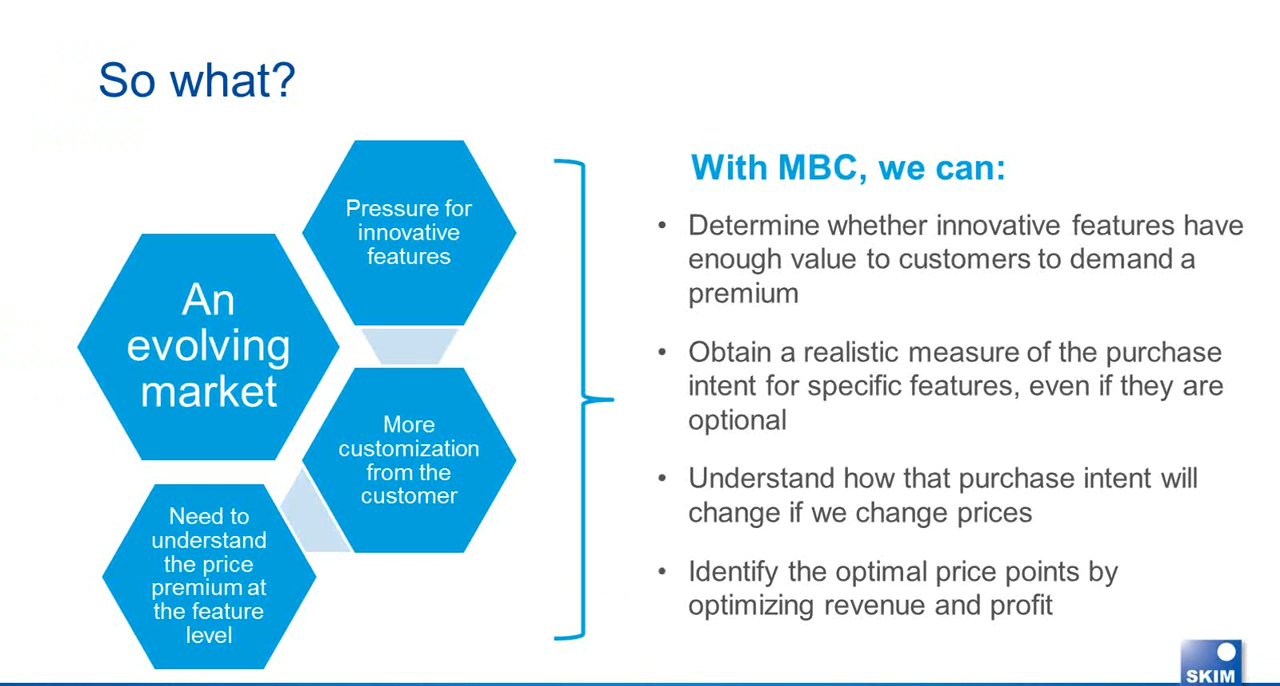 So what?
An
evolving
market
Pressure for
innovative
features
More
customization
from the
customer
Need to
understand
the price
premium at
the feature
level
With MBC, we can:
• Determine whether innovative features have
enough value to customers to demand a
premium
• Obtain a realistic measure of the purchase
intent for specific features, even if they are
optional
• Understand how that purchase intent will
change if we change prices
• Identify the optimal price points by
optimizing revenue and profit
SKIM